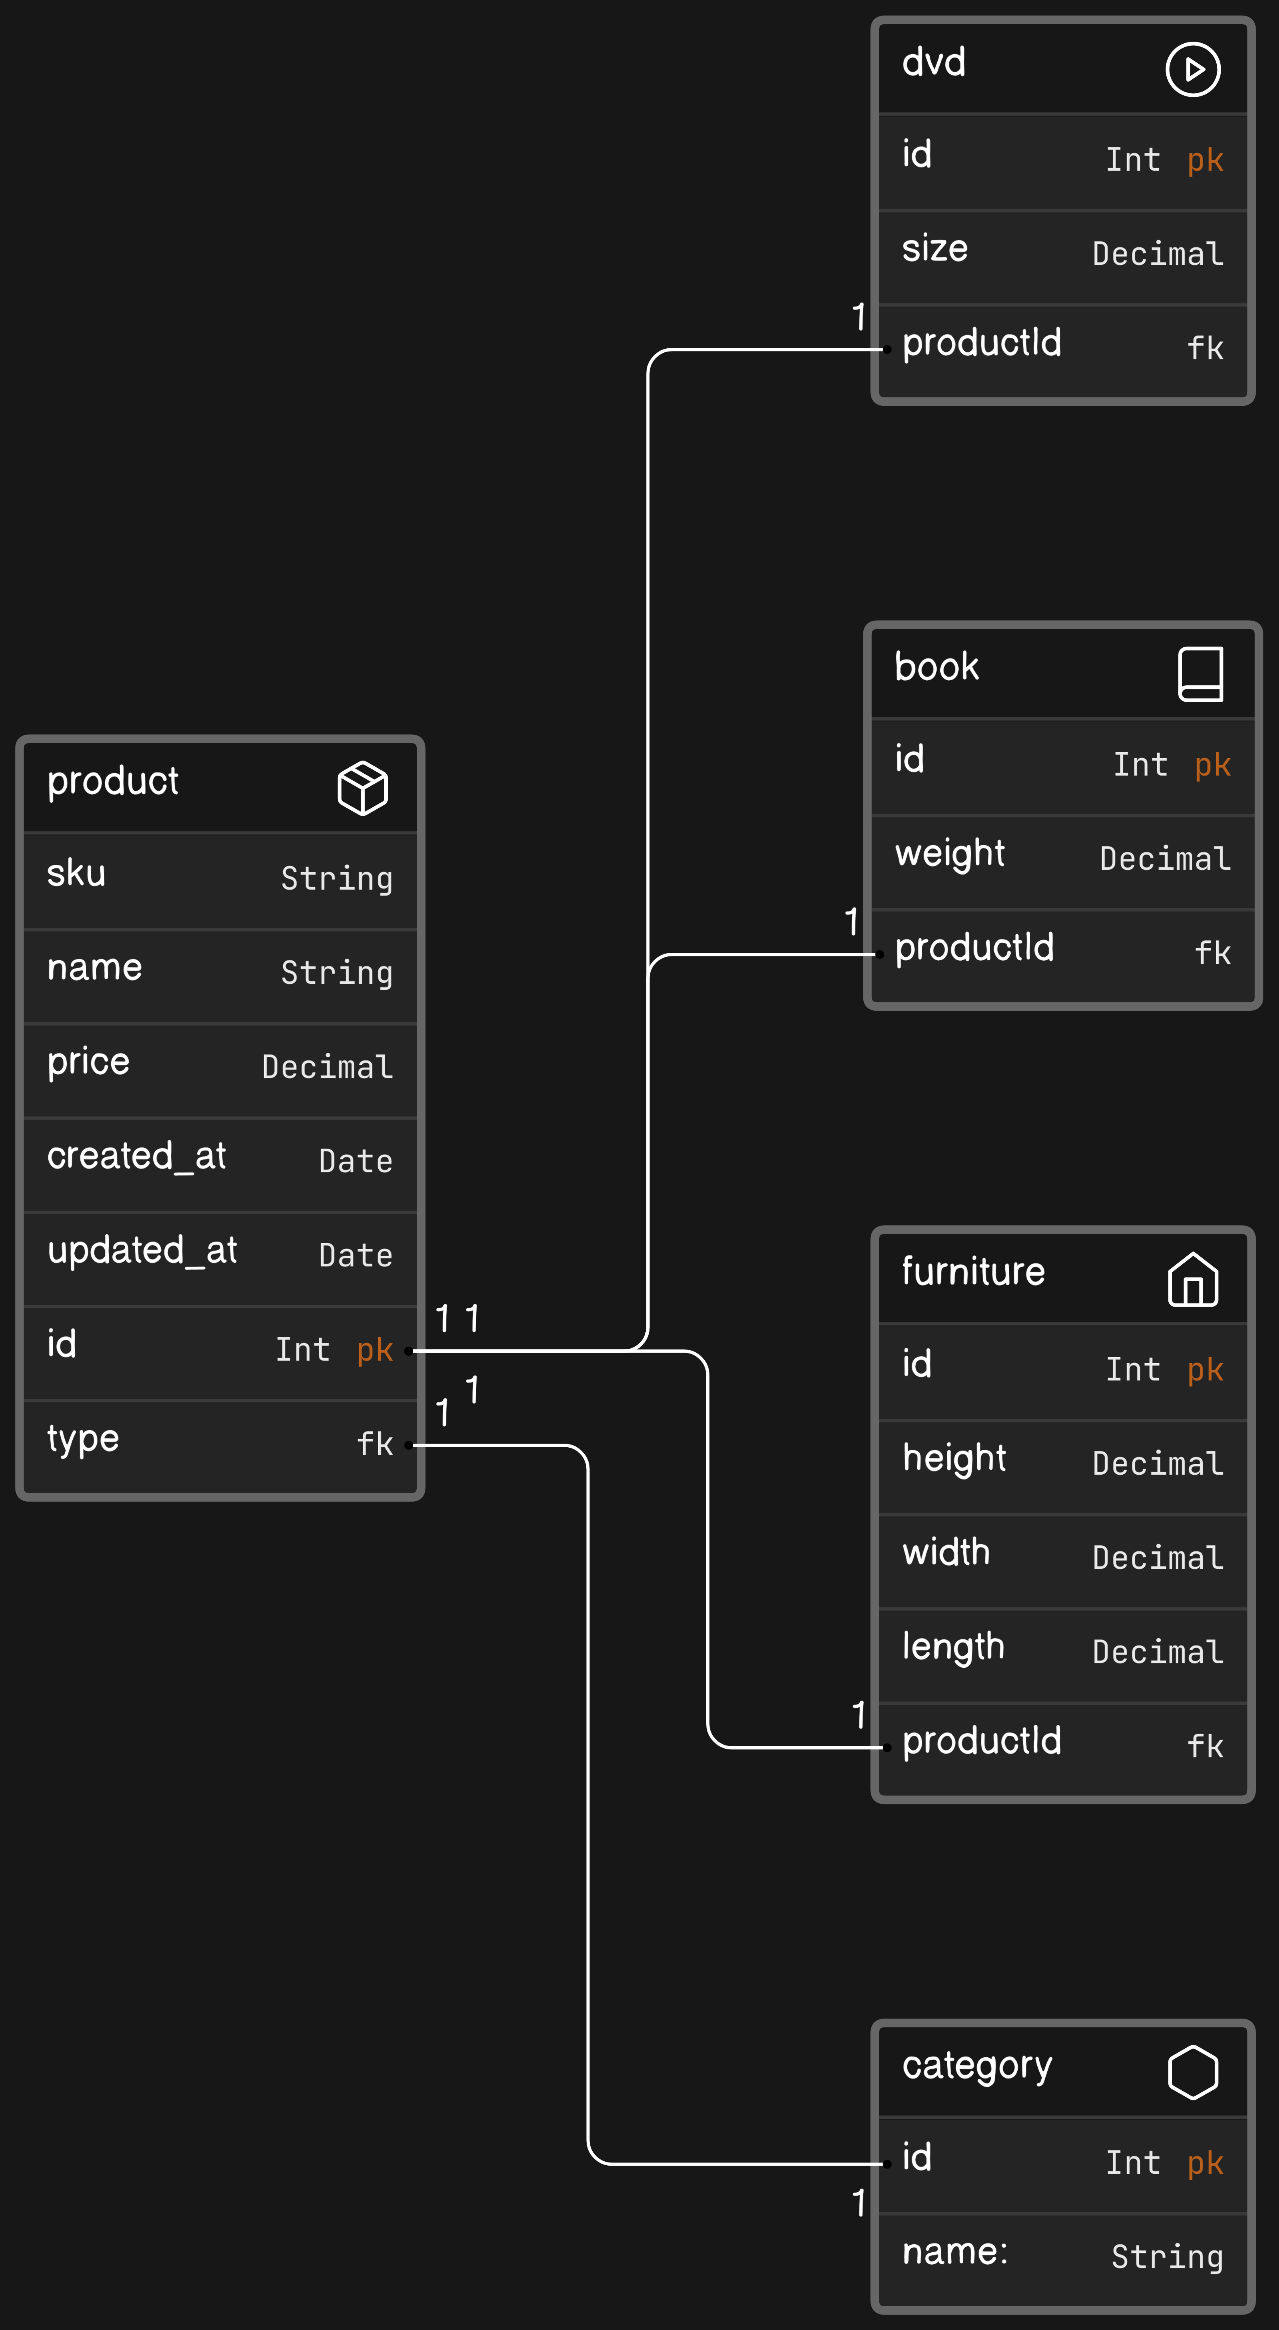 dvd
id Int pk
size Decimal
1
productId fk
book
id Int pk
weight Decimal
1
productId fk
product
sku String
name String
price Decimal
created_at Date
updated_at Date
id Int pk
1 1
1
1
type fk
furniture
id Int pk
height Decimal
width Decimal
length Decimal
1
productId fk
category
id Int pk
1
name: String